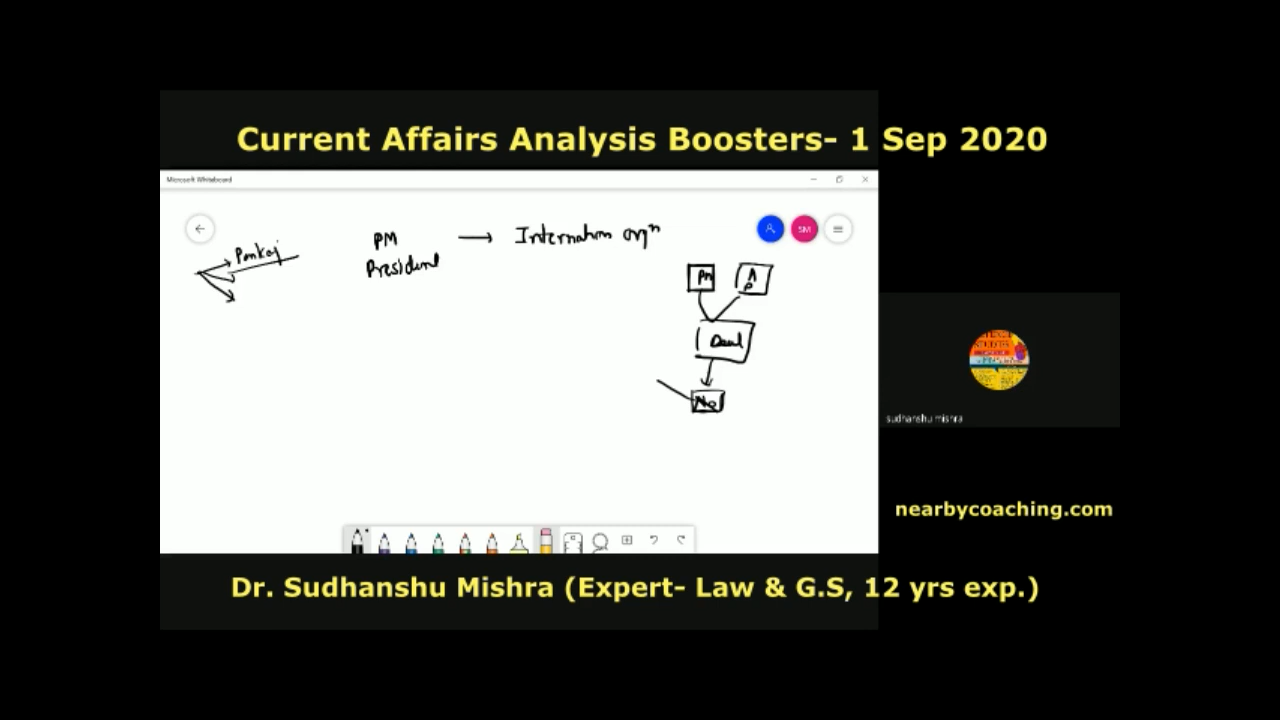 Current Affairs Analysis Boosters- 1 Sep 2020
Microsoft Whiteboard
SM
Pankaj
PM → Internation orgn
President
PM
A
P
sudhanshu mishra
nearbycoaching.com
Dr. Sudhanshu Mishra (Expert- Law & G.S, 12 yrs exp.)